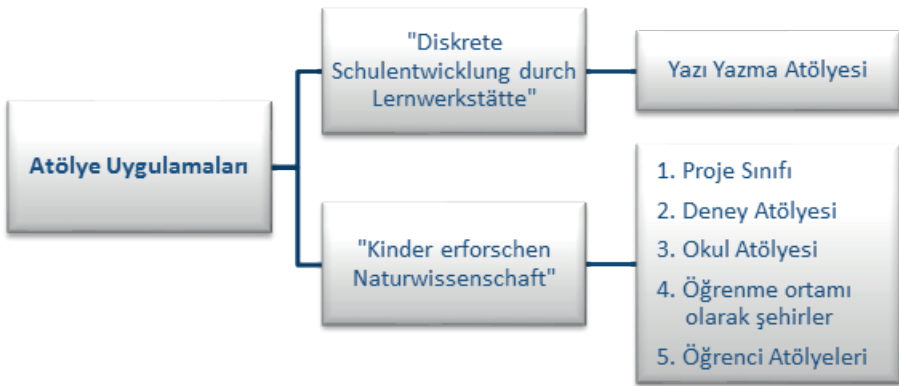 Atölye Uygulamaları
"Diskrete
Schulentwicklung durch
Lernwerkstätte"
Yazı Yazma Atölyesi
"Kinder erforschen
Naturwissenschaft"
1. Proje Sınıfı
2. Deney Atölyesi
3. Okul Atölyesi
4. Öğrenme ortamı
olarak şehirler
5. Öğrenci Atölyeleri